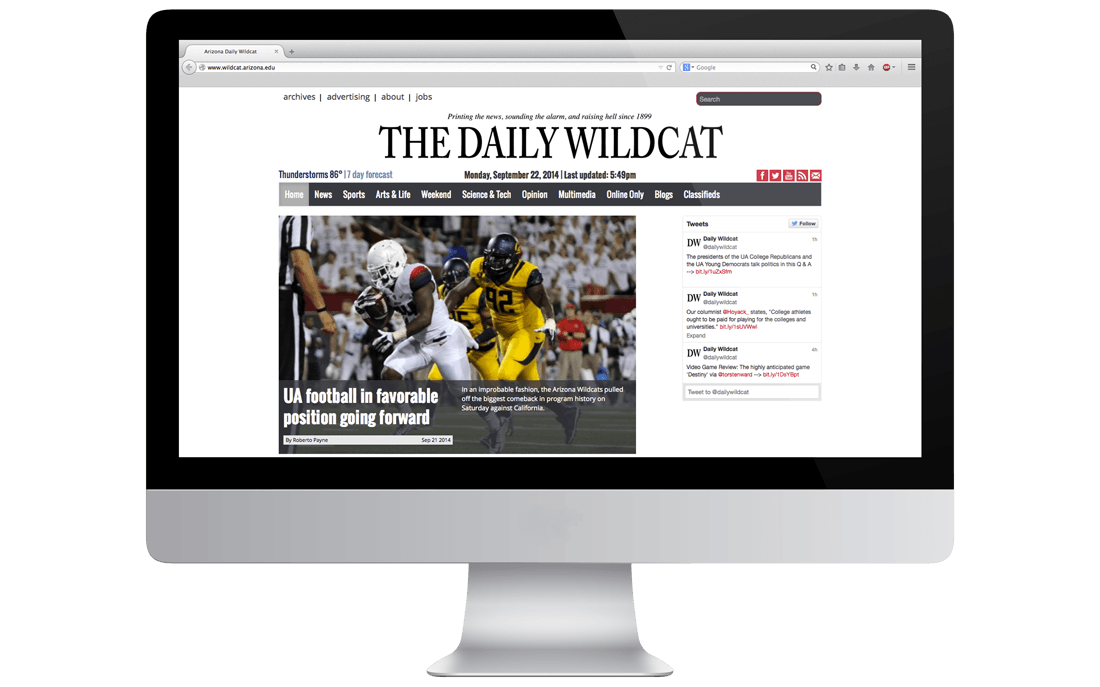 Arizona Daily Wildcat
www.wildcat.arizona.edu
Google
archives | advertising | about | jobs
Search
Printing the news, sounding the alarm, and raising hell since 1899
THE DAILY WILDCAT
Thunderstorms 86° | 7 day forecast
Monday, September 22, 2014 | Last updated: 5:49pm
Home News Sports Arts & Life Weekend Science & Tech Opinion Multimedia Online Only Blogs Classifieds
92
UA football in favorable
position going forward
By Roberto Payne
Sep 21 2014
In an improbable fashion, the Arizona Wildcats pulled
off the biggest comeback in program history on
Saturday against California.
Tweets
Follow
DW Daily Wildcat 1h
@dailywildcat
The presidents of the UA College Republicans and
the UA Young Democrats talk politics in this Q & A
--> bit.ly/1uZxSfm
DW Daily Wildcat 1h
@dailywildcat
Our columnist @Hoyack_ states, "College athletes
ought to be paid for playing for the colleges and
universities." bit.ly/1sUVWwI
Expand
DW Daily Wildcat 4h
@dailywildcat
Video Game Review: The highly anticipated game
'Destiny' via @torstenward --> bit.ly/1DsYBpt
Tweet to @dailywildcat